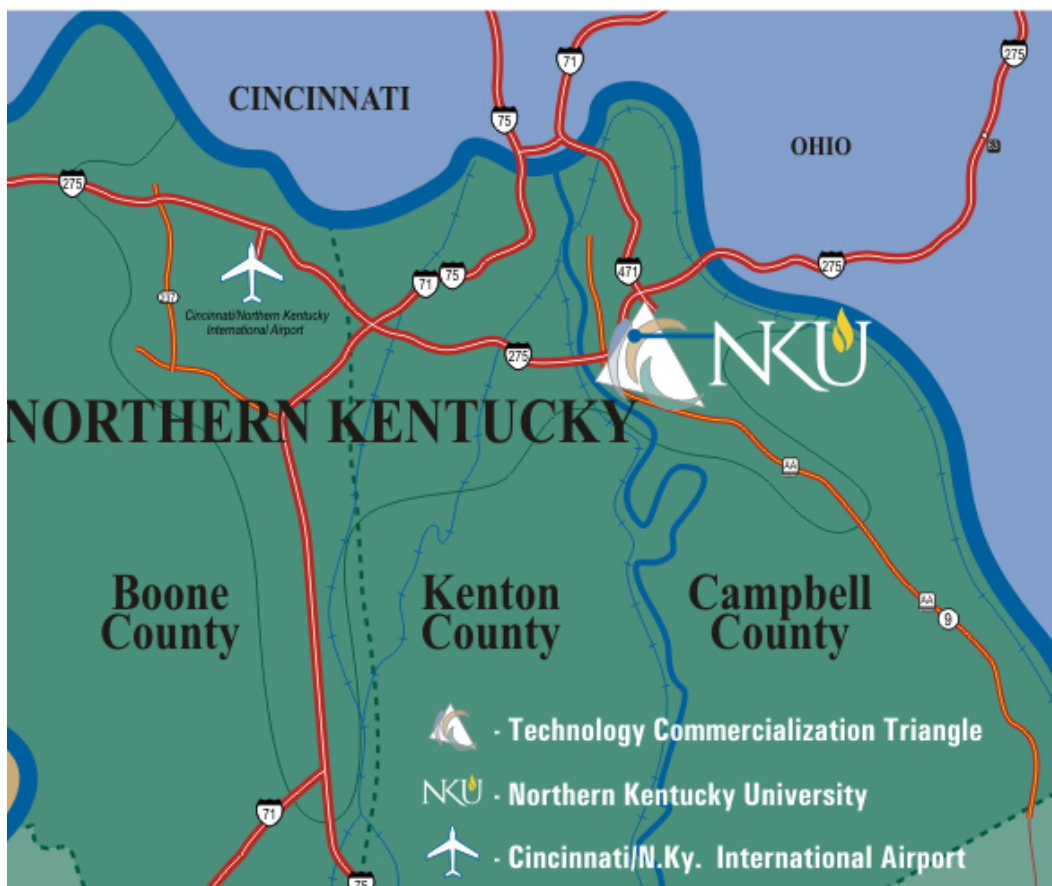 275
71
CINCINNATI
75
OHIO
63
275
337
Cincinnati/Northern Kentucky
International Airport
71
75
471
275
275
NKU
NORTHERN KENTUCKY
AA
Boone
County
Kenton
County
Campbell
County
AA
9
- Technology Commercialization Triangle
NKU - Northern Kentucky University
71
- Cincinnati/N.Ky. International Airport
75